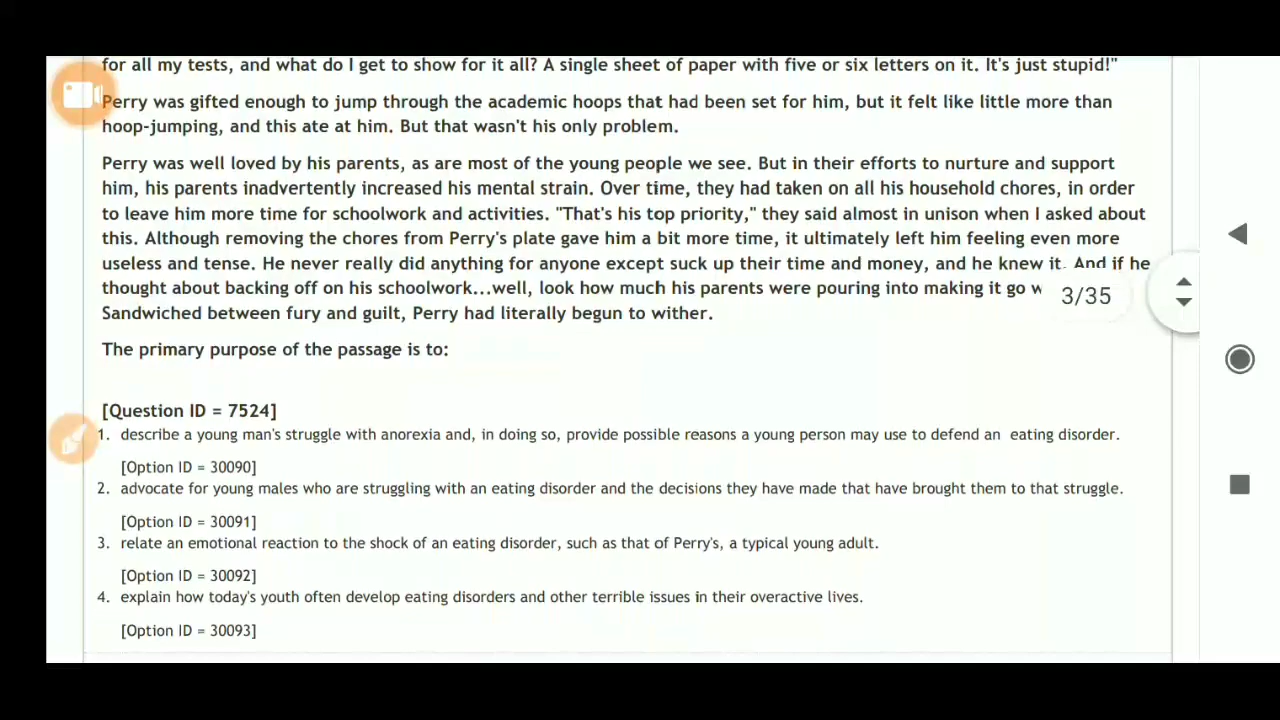 for all my tests, and what do I get to show for it all? A single sheet of paper with five or six letters on it. It's just stupid!"
Perry was gifted enough to jump through the academic hoops that had been set for him, but it felt like little more than
hoop-jumping, and this ate at him. But that wasn't his only problem.
Perry was well loved by his parents, as are most of the young people we see. But in their efforts to nurture and support
him, his parents inadvertently increased his mental strain. Over time, they had taken on all his household chores, in order
to leave him more time for schoolwork and activities. "That's his top priority," they said almost in unison when I asked about
this. Although removing the chores from Perry's plate gave him a bit more time, it ultimately left him feeling even more
useless and tense. He never really did anything for anyone except suck up their time and money, and he knew it. And if he
thought about backing off on his schoolwork...well, look how much his parents were pouring into making it go w
3/35
Sandwiched between fury and guilt, Perry had literally begun to wither.
The primary purpose of the passage is to:
[Question ID = 7524]
1. describe a young man's struggle with anorexia and, in doing so, provide possible reasons a young person may use to defend an eating disorder.
[Option ID = 30090]
2. advocate for young males who are struggling with an eating disorder and the decisions they have made that have brought them to that struggle.
[Option ID = 30091]
3. relate an emotional reaction to the shock of an eating disorder, such as that of Perry's, a typical young adult.
[Option ID = 30092]
4. explain how today's youth often develop eating disorders and other terrible issues in their overactive lives.
[Option ID = 30093]